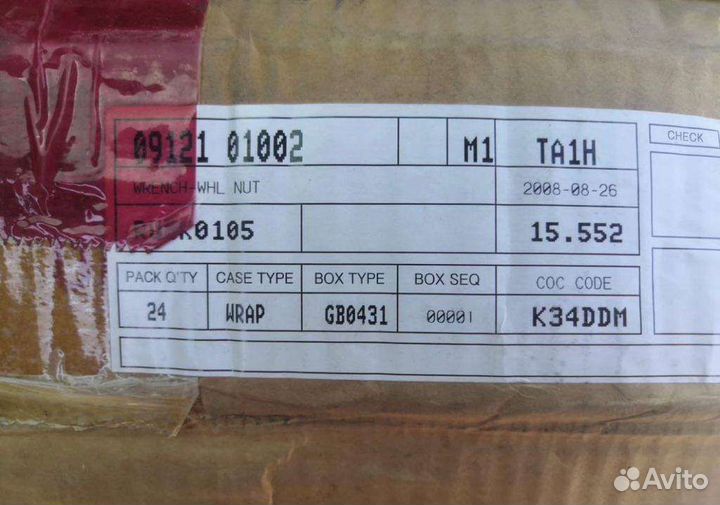 09121 01002 M1 TA1H CHECK
WRENCH-WHL NUT 2008-08-26
15.552
PACK Q'TY CASE TYPE BOX TYPE BOX SEQ COC CODE
24 WRAP GB0431 00001 K34DDM
Avito